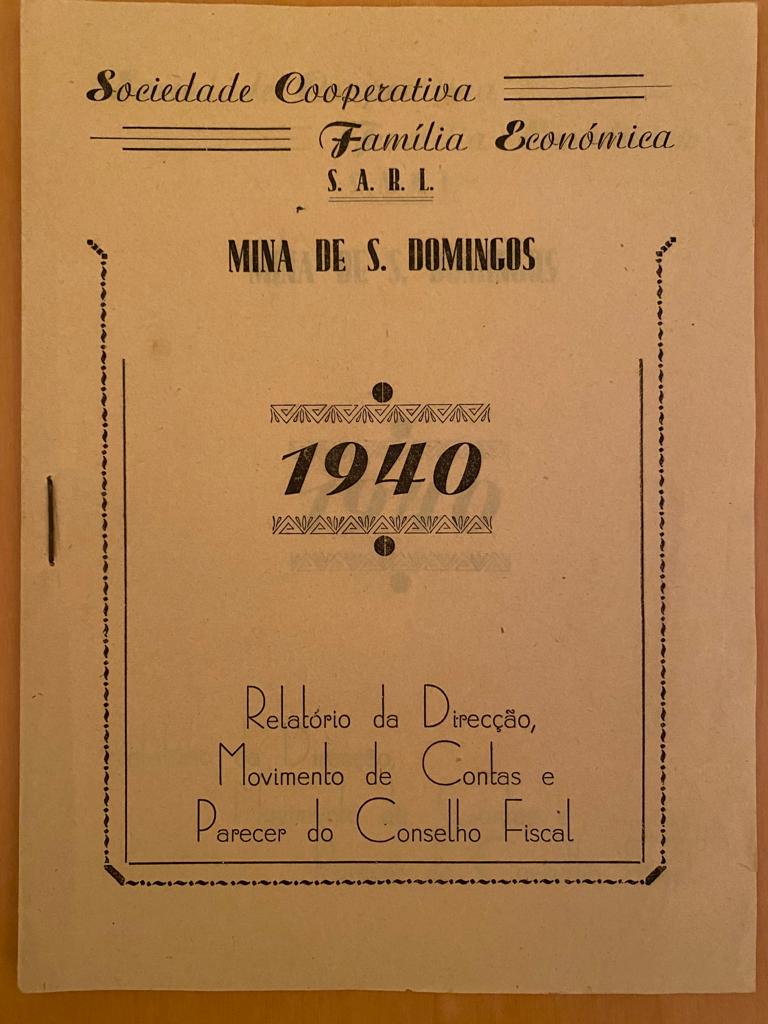 Sociedade Cooperativa
Família Económica
S. A. R. L.
MINA DE S. DOMINGOS
1940
Relatório da Direcção,
Movimento de Contas e
Parecer do Conselho Fiscal